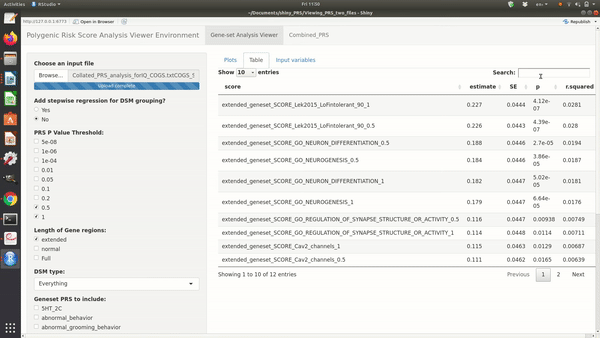 Activities RStudio Fri 11:00
~/Documents/shiny_PRS/Viewing_PRS_two_files - Shiny
Open in Browser Republish
Polygenic Risk Score Analysis Viewer Environment Gene-set Analysis Viewer Combined_PRS
Choose an input file
Browse... Collated_PRS_analysis_forIQ_COGS.txtCOGS_
Upload complete
Add stepwise regression for DSM grouping?
Yes
No
PRS P Value Threshold:
5e-08
1e-06
1e-04
0.01
0.05
0.1
0.2
0.5
1
Length of Gene regions:
extended
normal
Full
DSM type:
Everything
Geneset PRS to include:
5HT_2C
abnormal_behavior
abnormal_grooming_behavior
Plots Table Input variables
Show 10 entries Search:
score estimate SE p r.squared
extended_geneset_SCORE_Lek2015_LoFintolerant_90_1 0.227 0.0444 4.12e-07 0.0281
extended_geneset_SCORE_Lek2015_LoFintolerant_90_0.5 0.226 0.0443 4.39e-07 0.028
extended_geneset_SCORE_GO_NEURON_DIFFERENTIATION_0.5 0.188 0.0446 2.7e-05 0.0194
extended_geneset_SCORE_GO_NEUROGENESIS_0.5 0.184 0.0446 3.86e-05 0.0187
extended_geneset_SCORE_GO_NEURON_DIFFERENTIATION_1 0.182 0.0447 5.02e-05 0.0181
extended_geneset_SCORE_GO_NEUROGENESIS_1 0.179 0.0447 6.64e-05 0.0176
extended_geneset_SCORE_GO_REGULATION_OF_SYNAPSE_STRUCTURE_OR_ACTIVITY_0.5 0.116 0.0447 0.00938 0.00749
extended_geneset_SCORE_GO_REGULATION_OF_SYNAPSE_STRUCTURE_OR_ACTIVITY_1 0.114 0.0448 0.0114 0.00711
extended_geneset_SCORE_Cav2_channels_1 0.115 0.0463 0.0129 0.00687
extended_geneset_SCORE_Cav2_channels_0.5 0.111 0.0462 0.0165 0.00639
Showing 1 to 10 of 12 entries Previous 1 2 Next